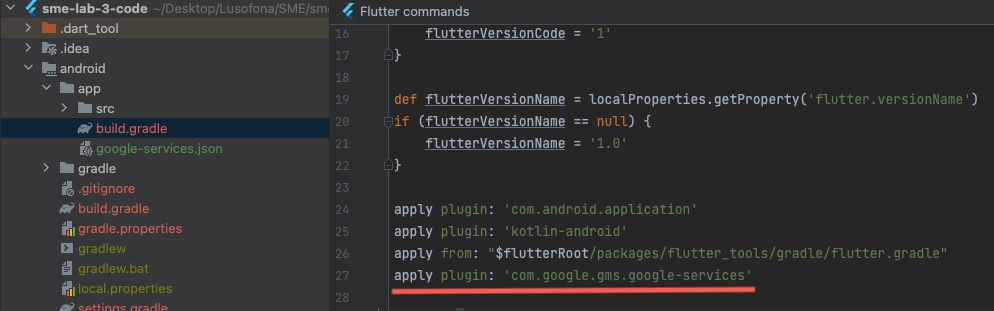 sme-lab-3-code ~/Desktop/Lusofona/SME/sme
.dart_tool
.idea
android
app
src
build.gradle
google-services.json
gradle
.gitignore
build.gradle
gradle.properties
gradlew
gradlew.bat
local.properties
settings.gradle
Flutter commands
16 flutterVersionCode = '1'
17 }
18
19 def flutterVersionName = localProperties.getProperty('flutter.versionName')
20 if (flutterVersionName == null) {
21 flutterVersionName = '1.0'
22 }
23
24 apply plugin: 'com.android.application'
25 apply plugin: 'kotlin-android'
26 apply from: "$flutterRoot/packages/flutter_tools/gradle/flutter.gradle"
27 apply plugin: 'com.google.gms.google-services'
28